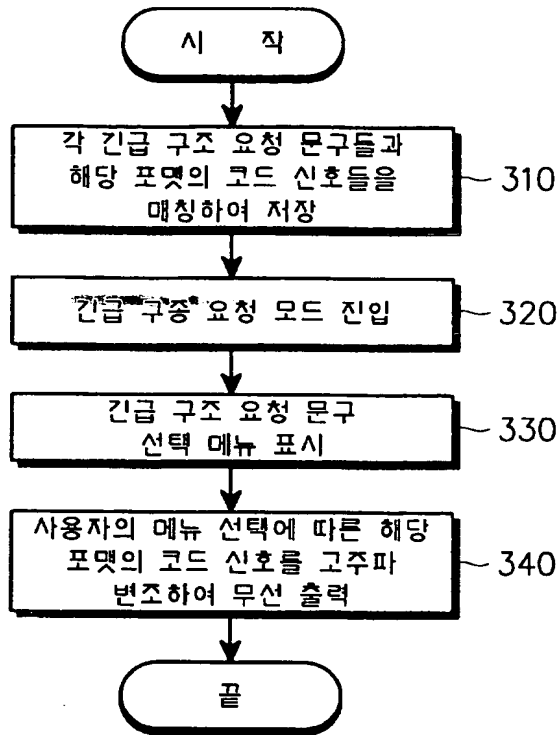 시 작
각 긴급 구조 요청 문구들과
해당 포맷의 코드 신호들을
매칭하여 저장
310
긴급 구종 요청 모드 진입
320
긴급 구조 요청 문구
선택 메뉴 표시
330
사용자의 메뉴 선택에 따른 해당
포맷의 코드 신호를 고주파
변조하여 무선 출력
340
끝